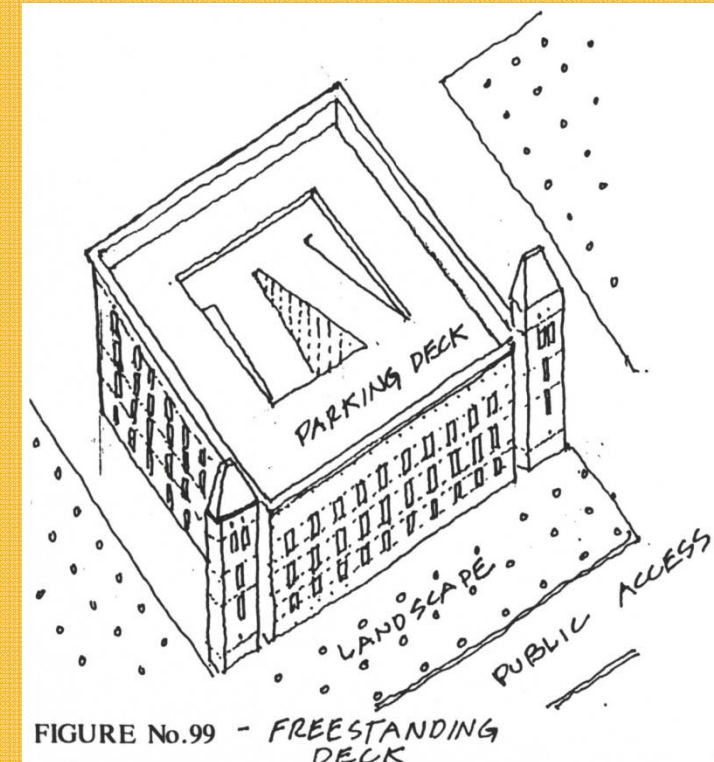 PARKING DECK
LANDSCAPE
PUBLIC ACCESS
FIGURE No.99 - FREESTANDING
DECK